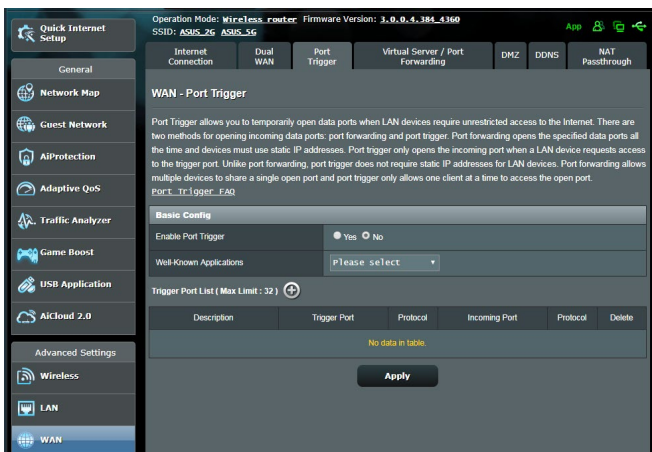 Quick Internet
Setup
Operation Mode: Wireless router Firmware Version: 3.0.0.4.384_4360
SSID: ASUS_2G ASUS_5G
App
Internet
Connection
Dual
WAN
Port
Trigger
Virtual Server / Port
Forwarding
DMZ
DDNS
NAT
Passthrough
General
Network Map
Guest Network
AiProtection
Adaptive QoS
Traffic Analyzer
Game Boost
USB Application
AiCloud 2.0
Advanced Settings
Wireless
LAN
WAN
WAN - Port Trigger
Port Trigger allows you to temporarily open data ports when LAN devices require unrestricted access to the Internet. There are
two methods for opening incoming data ports: port forwarding and port trigger. Port forwarding opens the specified data ports all
the time and devices must use static IP addresses. Port trigger only opens the incoming port when a LAN device requests access
to the trigger port. Unlike port forwarding, port trigger does not require static IP addresses for LAN devices. Port forwarding allows
multiple devices to share a single open port and port trigger only allows one client at a time to access the open port.
Port Trigger FAQ
Basic Config
Enable Port Trigger Yes No
Well-Known Applications Please select
Trigger Port List ( Max Limit : 32 )
Description Trigger Port Protocol Incoming Port Protocol Delete
No data in table.
Apply